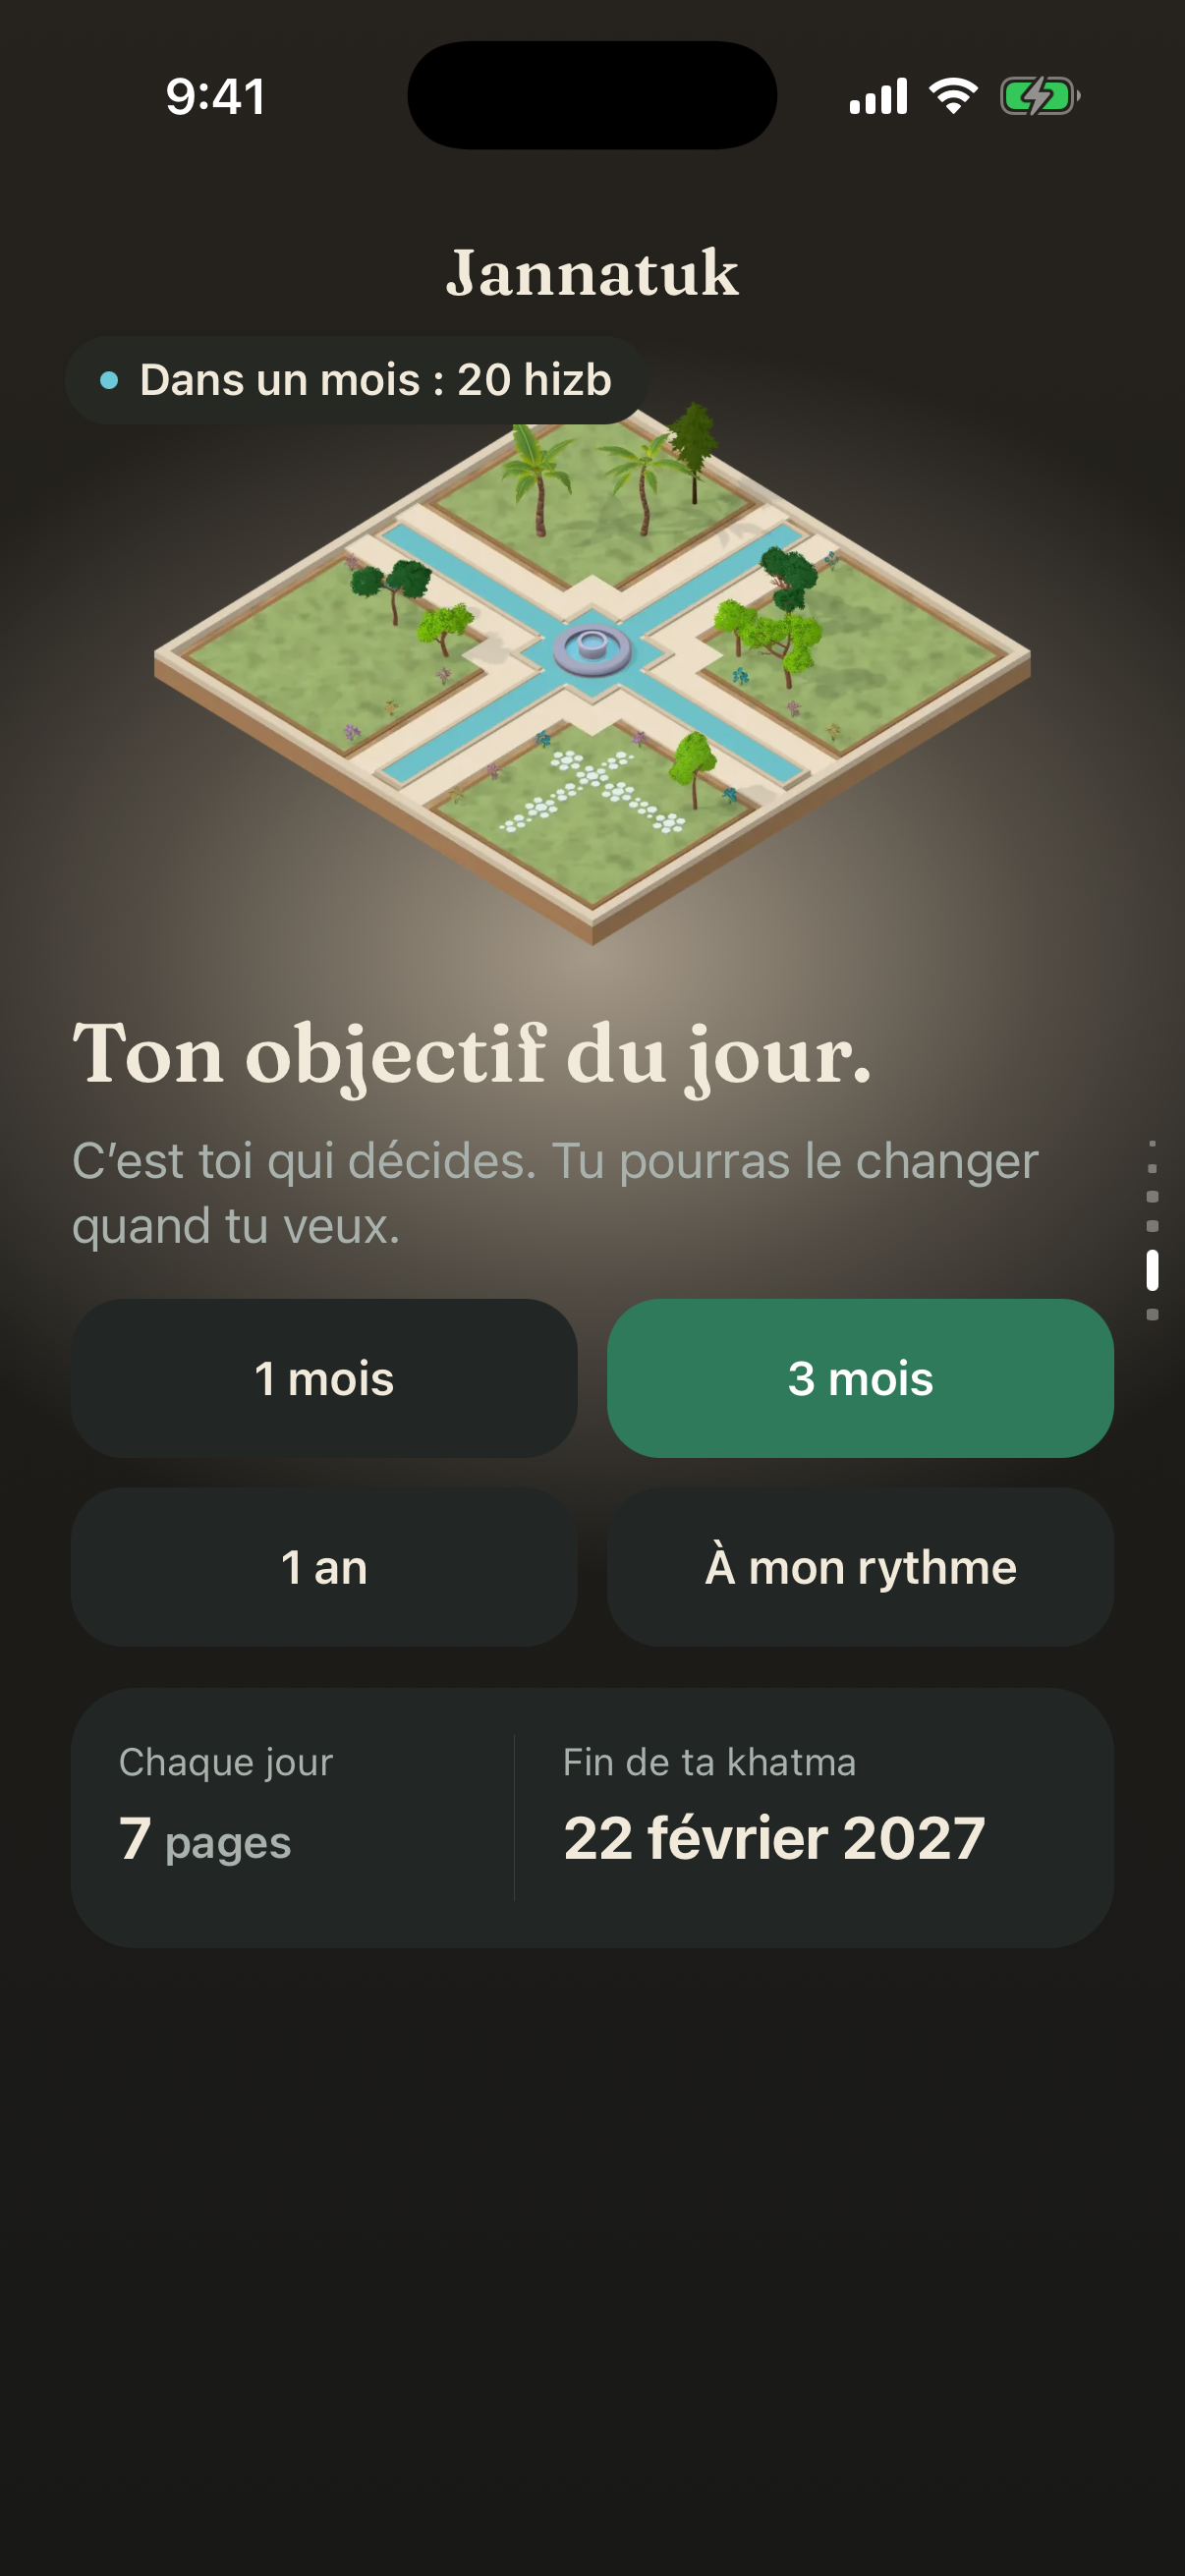 9:41
Jannatuk
Dans un mois : 20 hizb
Ton objectif du jour.
C’est toi qui décides. Tu pourras le changer
quand tu veux.
1 mois
3 mois
1 an
À mon rythme
Chaque jour
7 pages
Fin de ta khatma
22 février 2027